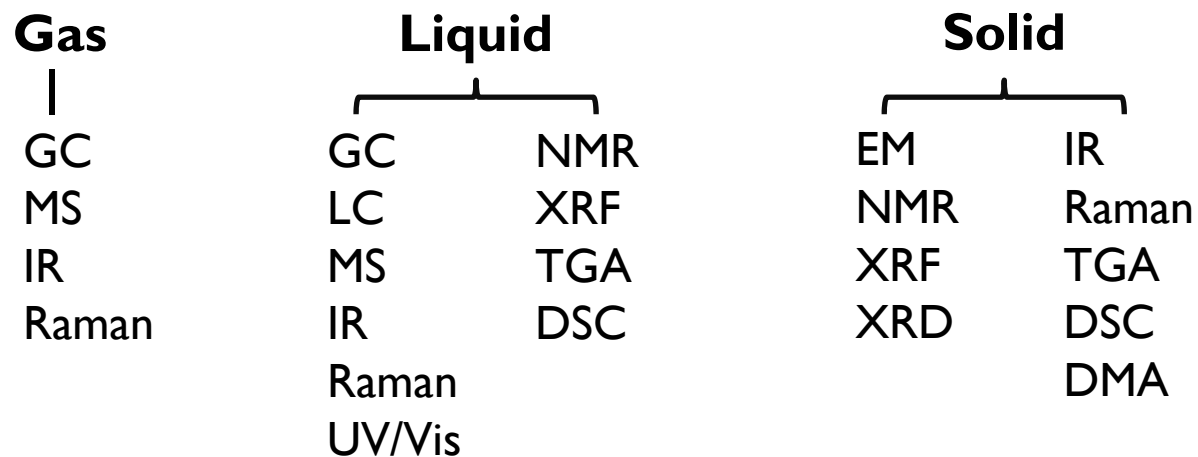 Gas Liquid Solid
GC GC NMR EM IR
MS LC XRF NMR Raman
IR MS TGA XRF TGA
Raman IR DSC XRD DSC
Raman DMA
UV/Vis